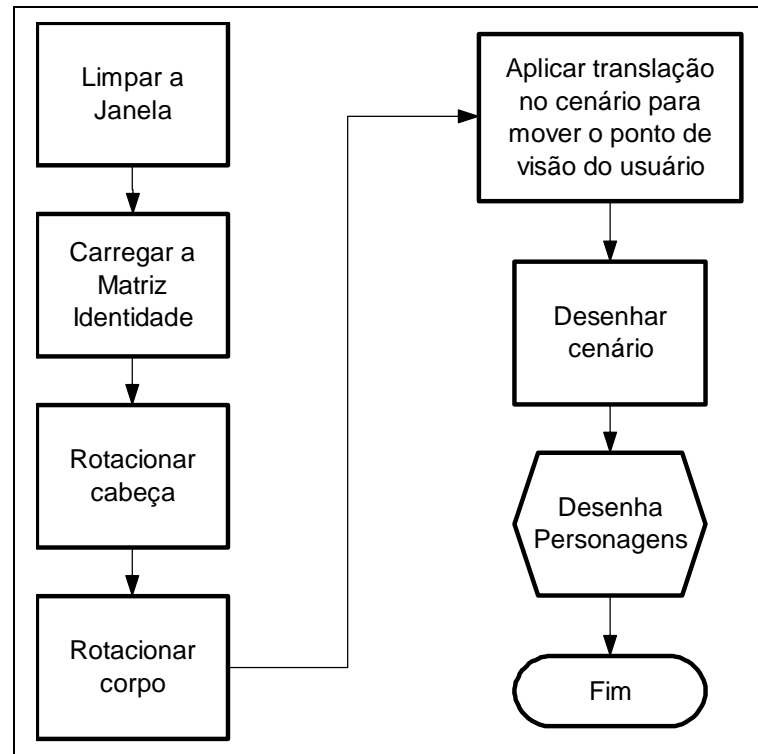 Limpar a
Janela
Carregar a
Matriz
Identidade
Rotacionar
cabeça
Rotacionar
corpo
Aplicar translação
no cenário para
mover o ponto de
visão do usuário
Desenhar
cenário
Desenha
Personagens
Fim